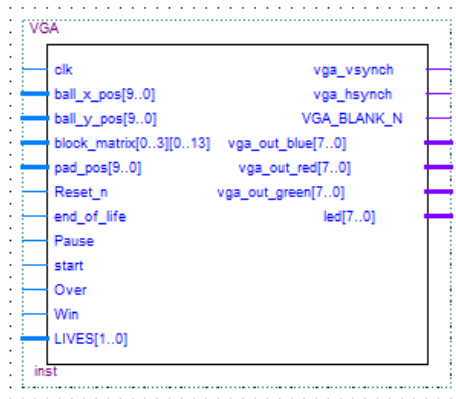 VGA
clk vga_vsynch
ball_x_pos[9..0] vga_hsynch
ball_y_pos[9..0] VGA_BLANK_N
block_matrix[0..3][0..13] vga_out_blue[7..0]
pad_pos[9..0] vga_out_red[7..0]
Reset_n vga_out_green[7..0]
end_of_life led[7..0]
Pause
start
Over
Win
LIVES[1..0]
inst